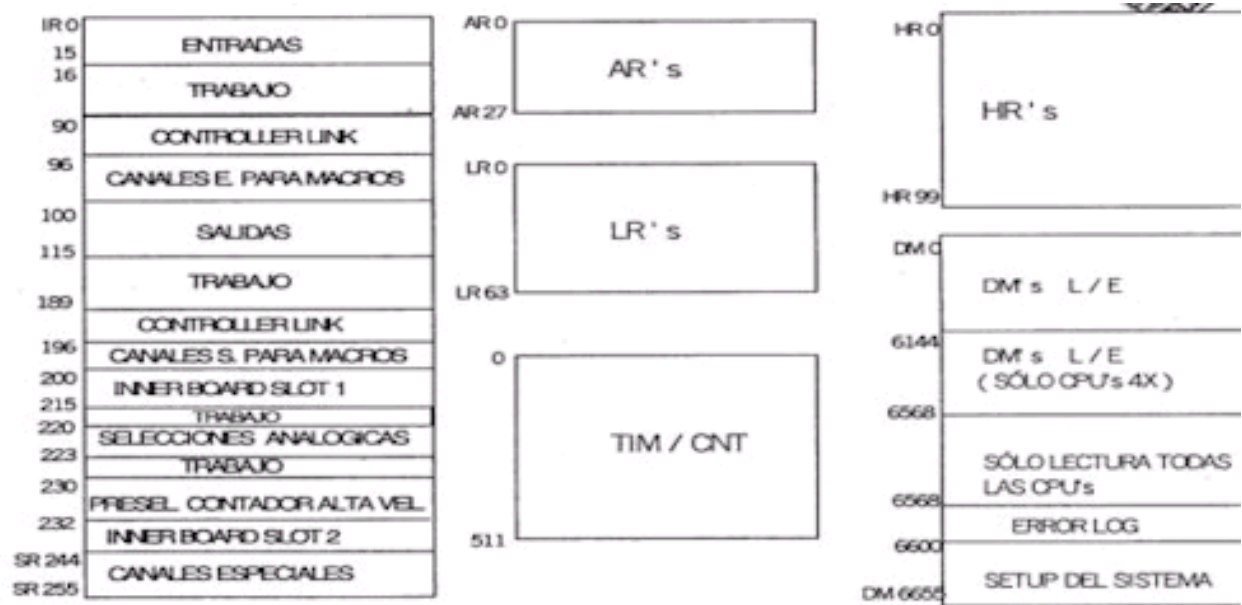 IR 0
ENTRADAS
15
16
TRABAJO
90
CONTROLLER LINK
96
CANALES E. PARA MACROS
100
SALIDAS
115
TRABAJO
189
CONTROLLER LINK
196
CANALES S. PARA MACROS
200
INNER BOARD SLOT 1
215
TRABAJO
220
SELECCIONES ANALOGICAS
223
TRABAJO
230
PRESEL. CONTADOR ALTA VEL
232
INNER BOARD SLOT 2
SR 244
CANALES ESPECIALES
SR 255
AR 0
AR ' s
AR 27
LR 0
LR ' s
LR 63
0
TIM / CNT
511
HR 0
HR ' s
HR 99
DM 0
DM' s L / E
6144
DM' s L / E
( SÓLO CPU's 4X )
6568
SÓLO LECTURA TODAS
LAS CPU's
6568
ERROR LOG
6600
SETUP DEL SISTEMA
DM 6655